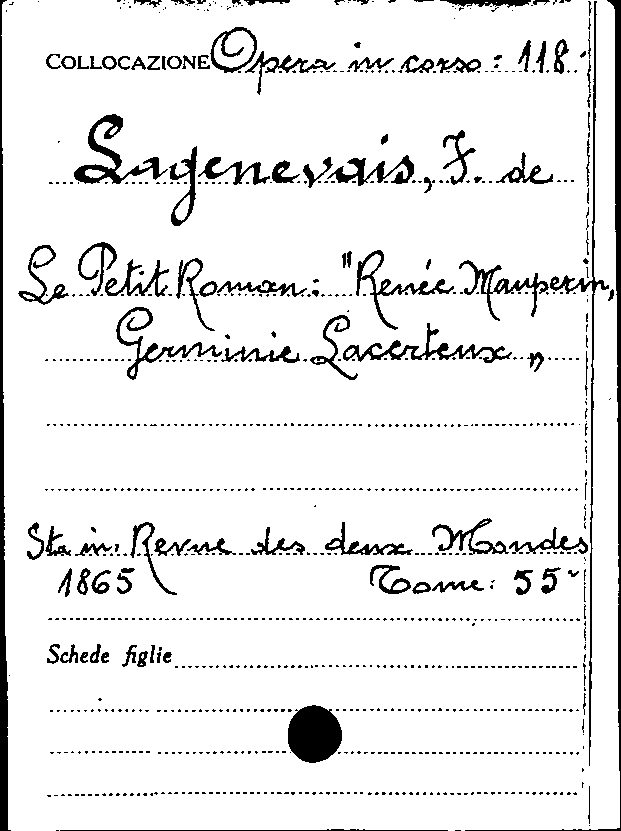 COLLOCAZIONE Opera in corso: 118.
Lagenevais, F. de
Le Petit Roman: "Renée Mauperin,
Germinie Lacerteux „
Sta in: Revue des deux Mondes
1865 Tome: 55
Schede figlie